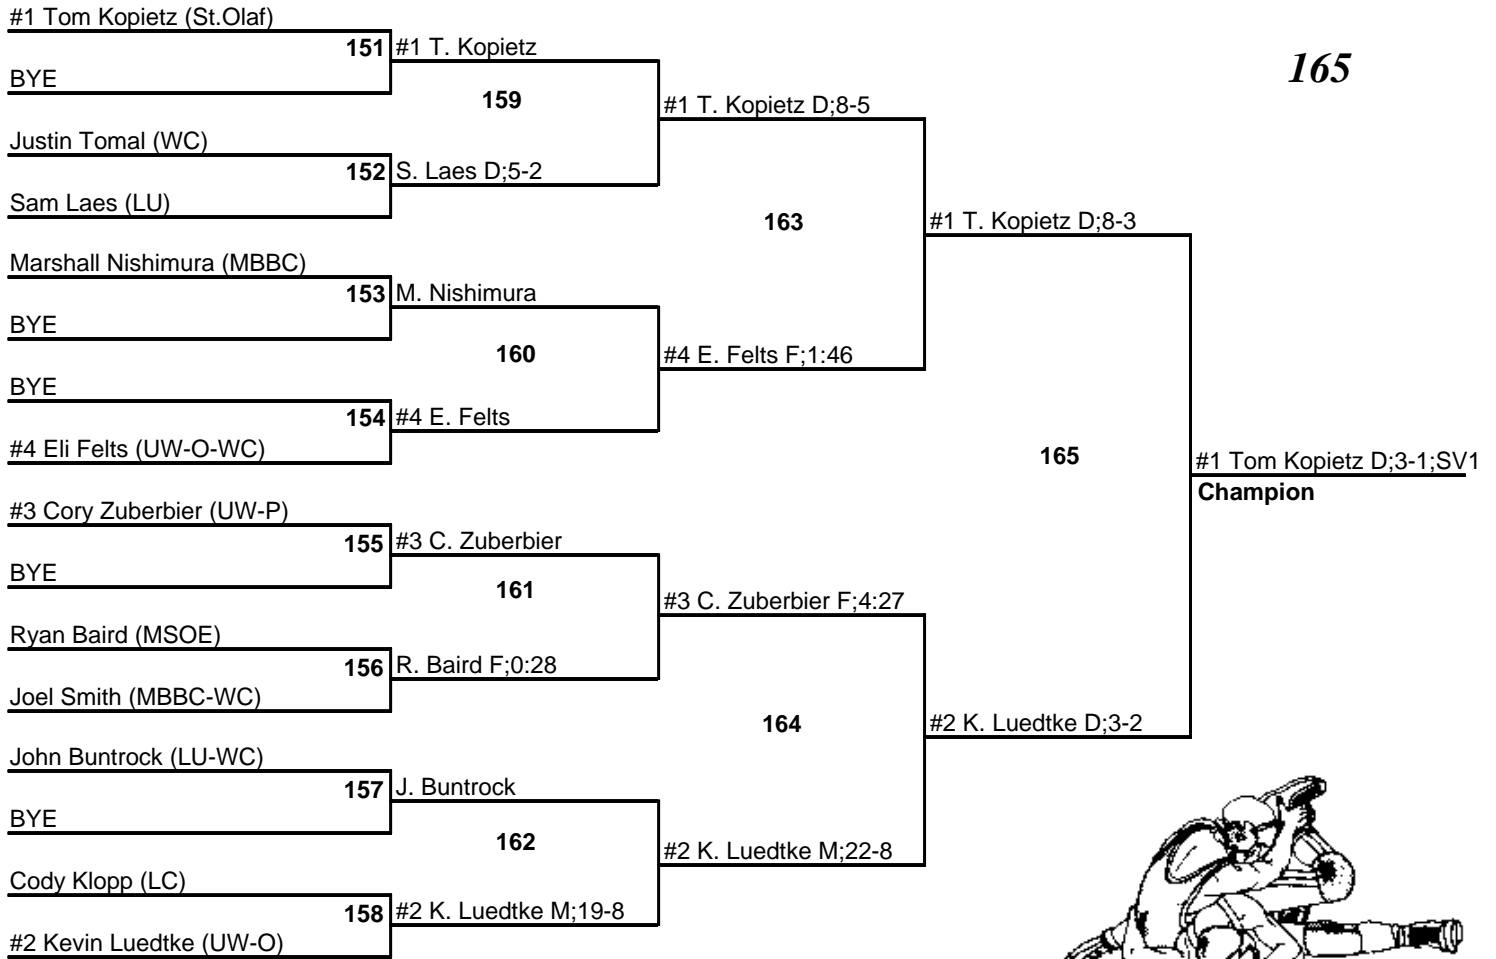 #1 Tom Kopietz (St.Olaf)
151
#1 T. Kopietz
BYE
165
159
#1 T. Kopietz D;8-5
Justin Tomal (WC)
152
S. Laes D;5-2
Sam Laes (LU)
163
#1 T. Kopietz D;8-3
Marshall Nishimura (MBBC)
153
M. Nishimura
BYE
160
#4 E. Felts F;1:46
BYE
154
#4 E. Felts
#4 Eli Felts (UW-O-WC)
165
#1 Tom Kopietz D;3-1;SV1
Champion
#3 Cory Zuberbier (UW-P)
155
#3 C. Zuberbier
BYE
161
#3 C. Zuberbier F;4:27
Ryan Baird (MSOE)
156
R. Baird F;0:28
Joel Smith (MBBC-WC)
164
#2 K. Luedtke D;3-2
John Buntrock (LU-WC)
157
J. Buntrock
BYE
162
#2 K. Luedtke M;22-8
Cody Klopp (LC)
158
#2 K. Luedtke M;19-8
#2 Kevin Luedtke (UW-O)